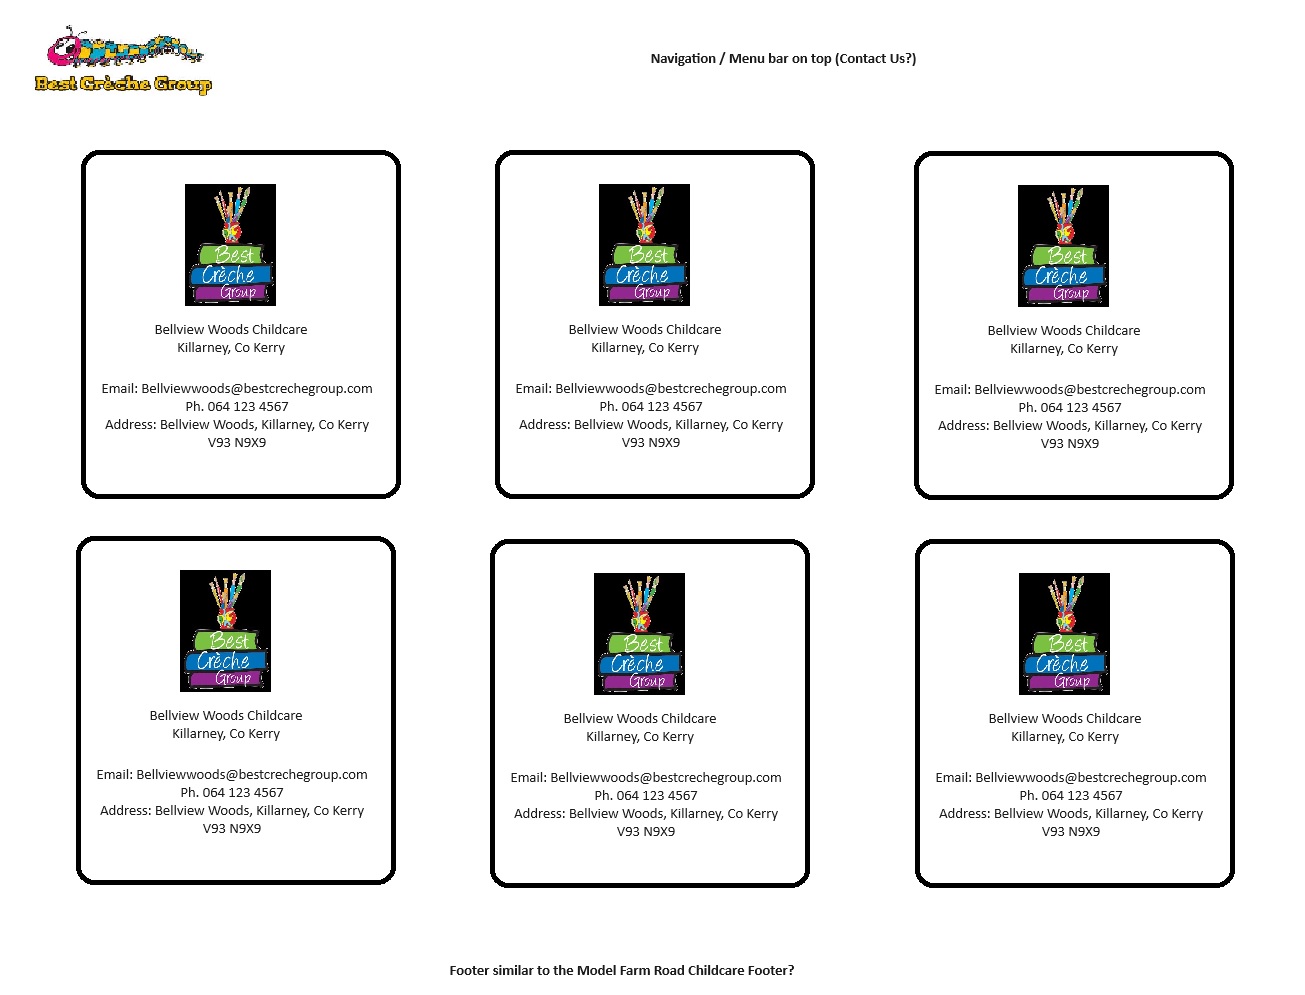 Best Crèche Group
Navigation / Menu bar on top (Contact Us?)
Best
Crèche
Group
Bellview Woods Childcare
Killarney, Co Kerry
Email: Bellviewwoods@bestcrechegroup.com
Ph. 064 123 4567
Address: Bellview Woods, Killarney, Co Kerry
V93 N9X9
Best
Crèche
Group
Bellview Woods Childcare
Killarney, Co Kerry
Email: Bellviewwoods@bestcrechegroup.com
Ph. 064 123 4567
Address: Bellview Woods, Killarney, Co Kerry
V93 N9X9
Best
Crèche
Group
Bellview Woods Childcare
Killarney, Co Kerry
Email: Bellviewwoods@bestcrechegroup.com
Ph. 064 123 4567
Address: Bellview Woods, Killarney, Co Kerry
V93 N9X9
Best
Crèche
Group
Bellview Woods Childcare
Killarney, Co Kerry
Email: Bellviewwoods@bestcrechegroup.com
Ph. 064 123 4567
Address: Bellview Woods, Killarney, Co Kerry
V93 N9X9
Best
Crèche
Group
Bellview Woods Childcare
Killarney, Co Kerry
Email: Bellviewwoods@bestcrechegroup.com
Ph. 064 123 4567
Address: Bellview Woods, Killarney, Co Kerry
V93 N9X9
Best
Crèche
Group
Bellview Woods Childcare
Killarney, Co Kerry
Email: Bellviewwoods@bestcrechegroup.com
Ph. 064 123 4567
Address: Bellview Woods, Killarney, Co Kerry
V93 N9X9
Footer similar to the Model Farm Road Childcare Footer?